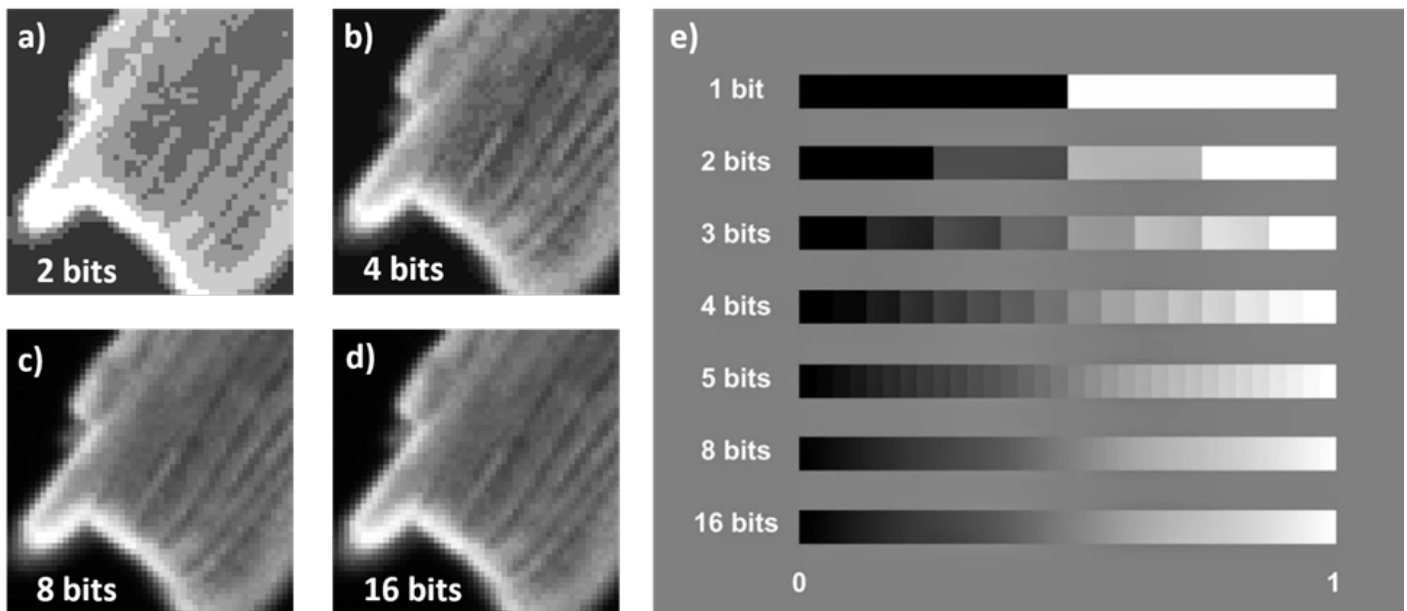 a)
2 bits
b)
4 bits
c)
8 bits
d)
16 bits
e)
1 bit
2 bits
3 bits
4 bits
5 bits
8 bits
16 bits
0 1